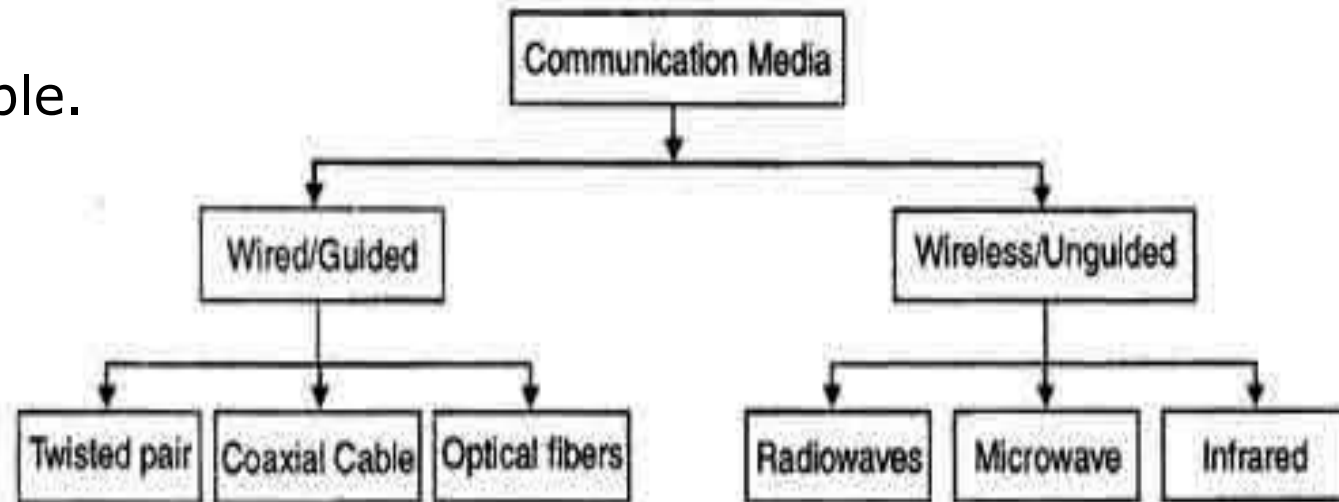 Communication Media
ble.
Wired/Guided
Wireless/Unguided
Twisted pair
Coaxial Cable
Optical fibers
Radiowaves
Microwave
Infrared